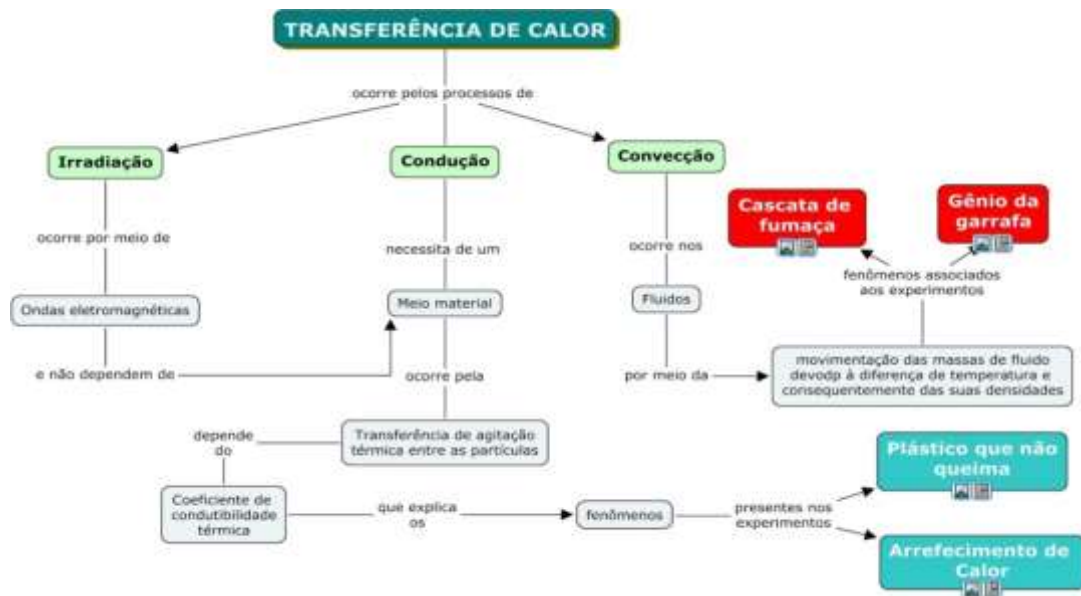 TRANSFERÊNCIA DE CALOR
ocorre pelos processos de
Irradiação
Condução
Convecção
Cascata de
fumaça
Gênio da
garrafa
ocorre por meio de
necessita de um
ocorre nos
fenômenos associados
aos experimentos
Ondas eletromagnéticas
Meio material
Fluidos
e não dependem de
ocorre pela
por meio da
movimentação das massas de fluido
devodp à diferença de temperatura e
consequentemente das suas densidades
depende
do
Transferência de agitação
térmica entre as partículas
Plástico que não
queima
Coeficiente de
condutibilidade
térmica
que explica
os
fenômenos
presentes nos
experimentos
Arrefecimento de
Calor